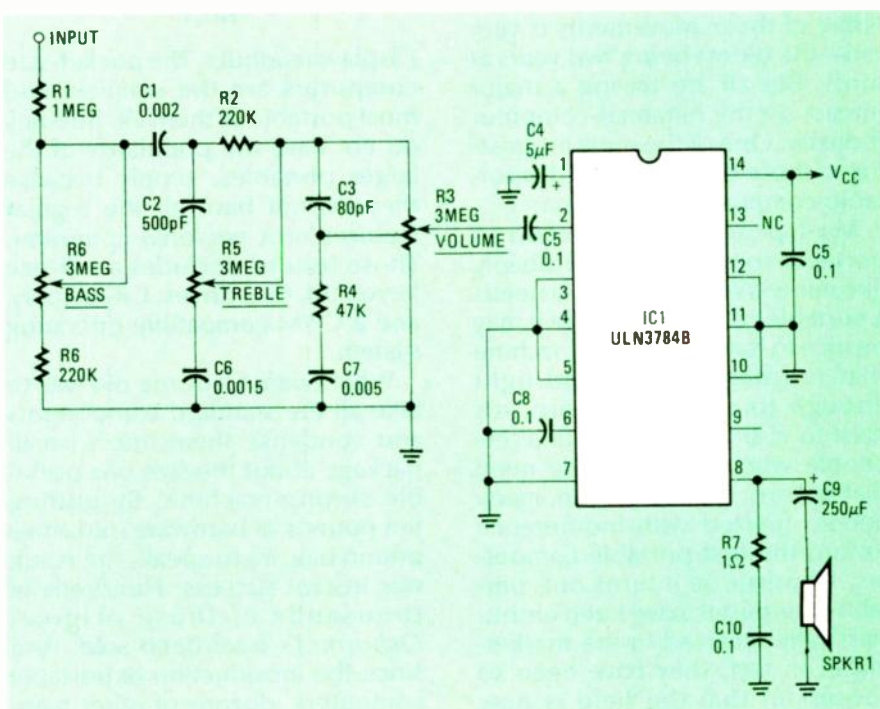 INPUT
R1
1MEG
C1
0.002
R2
220K
C2
500pF
C3
80pF
R3
3MEG
VOLUME
R6
3MEG
BASS
R5
3MEG
TREBLE
R4
47K
R6
220K
C6
0.0015
C7
0.005
C4
5µF
+
C5
0.1
1
2
3
4
5
6
7
IC1
ULN3784B
14
13
12
11
10
9
8
VCC
NC
C5
0.1
C8
0.1
R7
1Ω
C10
0.1
+
C9
250µF
SPKR1